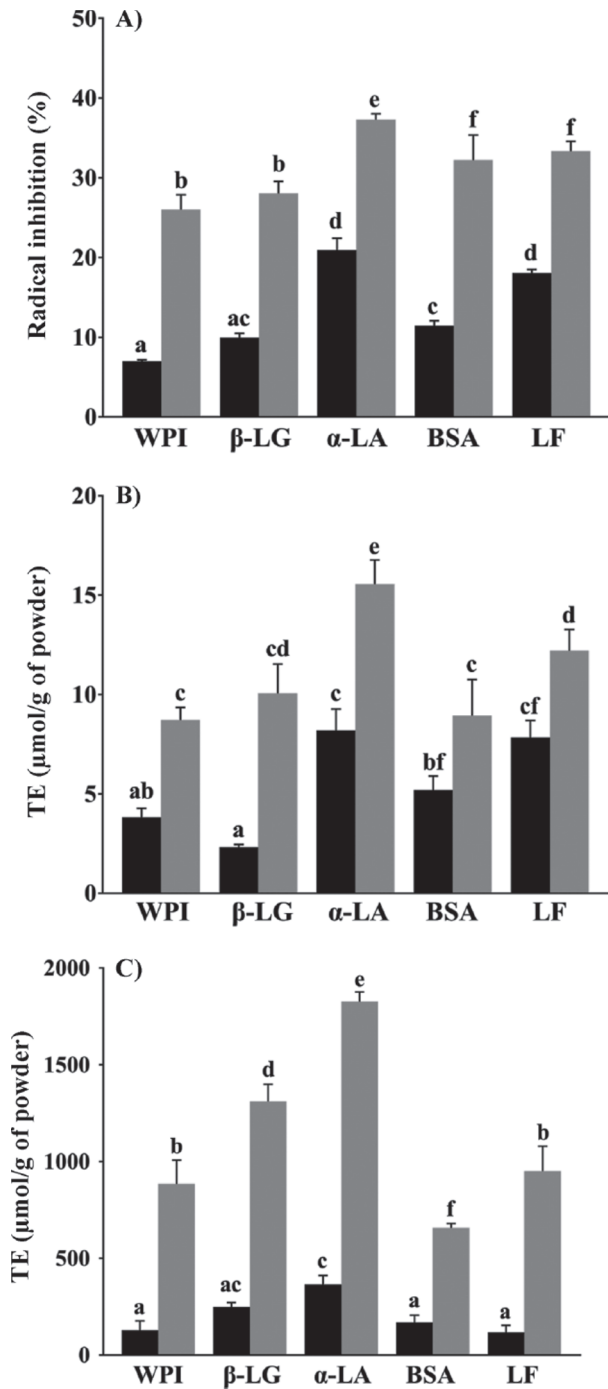 A)
Radical inhibition (%)
50
40
30
20
10
0
a
b
ac
b
d
e
c
f
d
f
WPI β-LG α-LA BSA LF
B)
TE (µmol/g of powder)
20
15
10
5
0
ab
c
a
cd
c
e
bf
c
cf
d
WPI β-LG α-LA BSA LF
C)
TE (µmol/g of powder)
2000
1500
1000
500
0
a
b
ac
d
c
e
a
f
a
b
WPI β-LG α-LA BSA LF